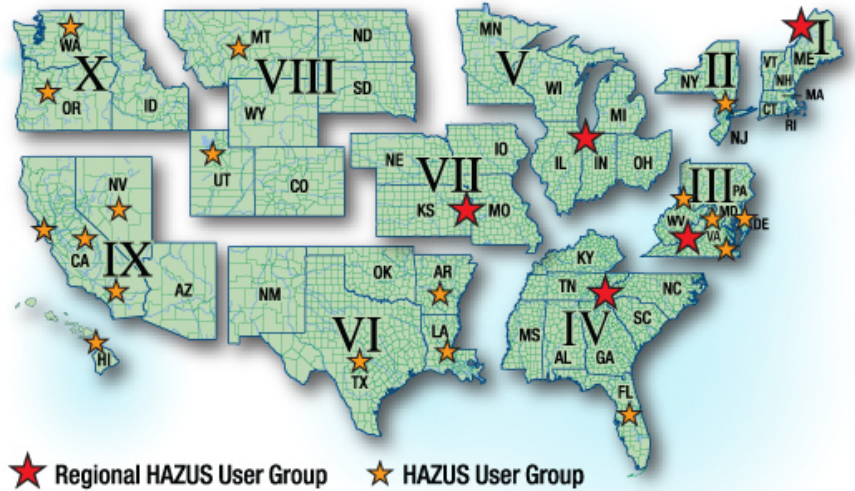 WA
X
OR
ID
MT
ND
VIII
SD
WY
UT
CO
MN
V
WI
MI
IL
IN
OH
NY
II
NJ
I
ME
VT
NH
MA
CT
RI
NE
IO
VII
KS
MO
III
PA
MD
DE
WV
VA
NV
CA
IX
AZ
HI
OK
AR
NM
VI
LA
TX
KY
TN
NC
SC
MS
IV
AL
GA
FL
Regional HAZUS User Group
HAZUS User Group